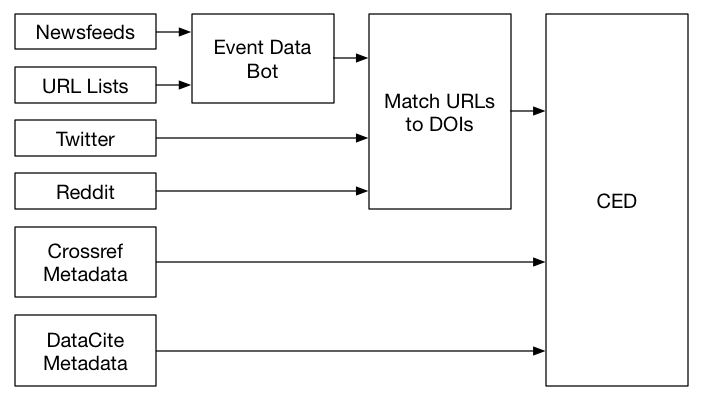 Newsfeeds
URL Lists
Twitter
Reddit
Crossref
Metadata
DataCite
Metadata
Event Data
Bot
Match URLs
to DOIs
CED